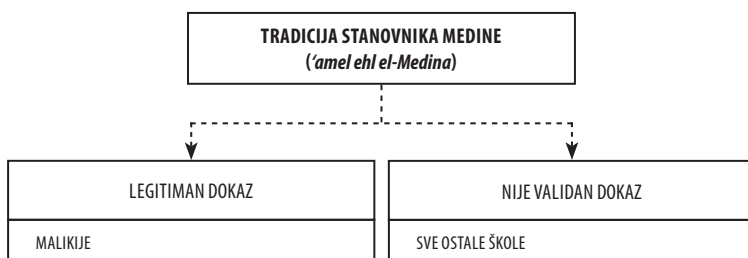 TRADICIJA STANOVNIKA MEDINE
(‘amel ehl el-Medina)
LEGITIMAN DOKAZ
NIJE VALIDAN DOKAZ
MALIKIJE
SVE OSTALE ŠKOLE